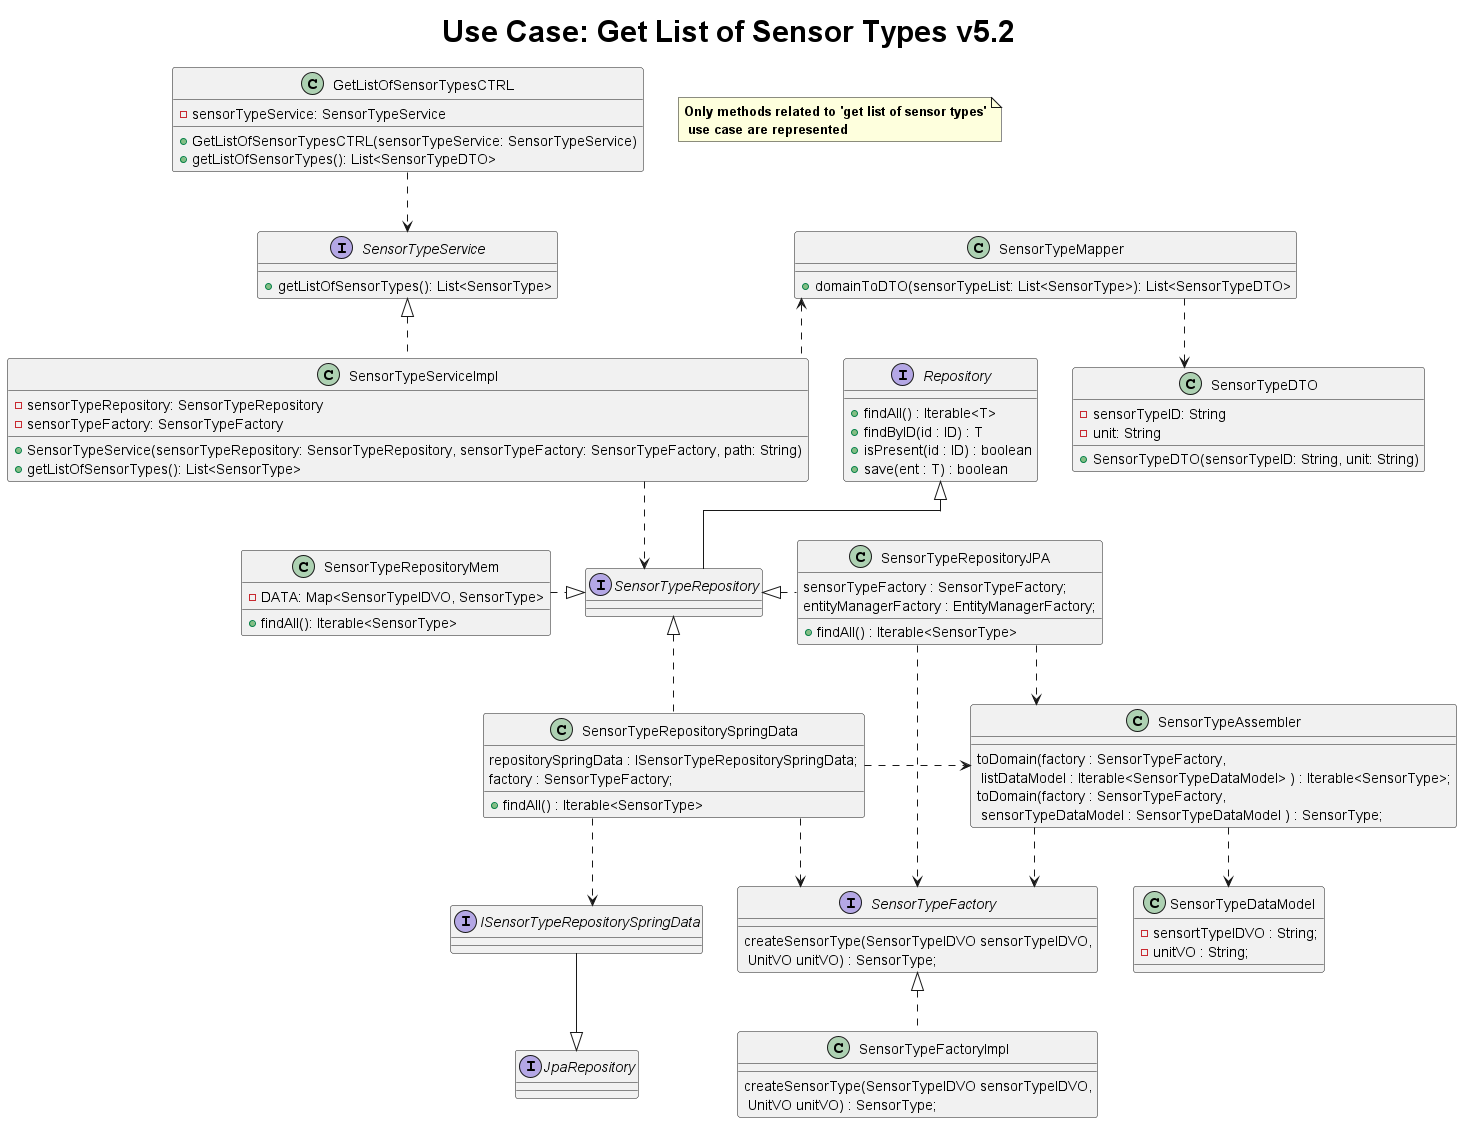 Use Case: Get List of Sensor Types v5.2
C GetListOfSensorTypesCTRL
sensorTypeService: SensorTypeService
GetListOfSensorTypesCTRL(sensorTypeService: SensorTypeService)
getListOfSensorTypes(): List<SensorTypeDTO>
Only methods related to 'get list of sensor types'
use case are represented
I SensorTypeService
getListOfSensorTypes(): List<SensorType>
C SensorTypeMapper
domainToDTO(sensorTypeList: List<SensorType>): List<SensorTypeDTO>
C SensorTypeServiceImpl
sensorTypeRepository: SensorTypeRepository
sensorTypeFactory: SensorTypeFactory
SensorTypeService(sensorTypeRepository: SensorTypeRepository, sensorTypeFactory: SensorTypeFactory, path: String)
getListOfSensorTypes(): List<SensorType>
I Repository
findAll() : Iterable<T>
findByID(id : ID) : T
isPresent(id : ID) : boolean
save(ent : T) : boolean
C SensorTypeDTO
sensorTypeID: String
unit: String
SensorTypeDTO(sensorTypeID: String, unit: String)
C SensorTypeRepositoryMem
DATA: Map<SensorTypeIDVO, SensorType>
findAll(): Iterable<SensorType>
I SensorTypeRepository
C SensorTypeRepositoryJPA
sensorTypeFactory : SensorTypeFactory;
entityManagerFactory : EntityManagerFactory;
findAll() : Iterable<SensorType>
C SensorTypeRepositorySpringData
repositorySpringData : ISensorTypeRepositorySpringData;
factory : SensorTypeFactory;
findAll() : Iterable<SensorType>
C SensorTypeAssembler
toDomain(factory : SensorTypeFactory,
listDataModel : Iterable<SensorTypeDataModel> ) : Iterable<SensorType>;
toDomain(factory : SensorTypeFactory,
sensorTypeDataModel : SensorTypeDataModel ) : SensorType;
I ISensorTypeRepositorySpringData
I SensorTypeFactory
createSensorType(SensorTypeIDVO sensorTypeIDVO,
UnitVO unitVO) : SensorType;
C SensorTypeDataModel
sensortTypeIDVO : String;
unitVO : String;
I JpaRepository
C SensorTypeFactoryImpl
createSensorType(SensorTypeIDVO sensorTypeIDVO,
UnitVO unitVO) : SensorType;